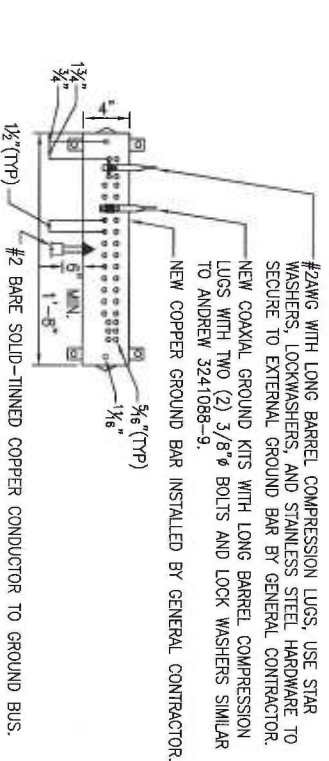 #2AWG WITH LONG BARREL COMPRESSION LUGS, USE STAR
WASHERS, LOCKWASHERS, AND STAINLESS STEEL HARDWARE TO
SECURE TO EXTERNAL GROUND BAR BY GENERAL CONTRACTOR.
NEW COAXIAL GROUND KITS WITH LONG BARREL COMPRESSION
LUGS WITH TWO (2) 3/8"ø BOLTS AND LOCK WASHERS SIMILAR
TO ANDREW 3241088-9.
NEW COPPER GROUND BAR INSTALLED BY GENERAL CONTRACTOR.
4"
1¾"
¾"
5/16"(TYP)
11/16"
1½"(TYP)
6" MIN.
1'-8"
#2 BARE SOLID-TINNED COPPER CONDUCTOR TO GROUND BUS.